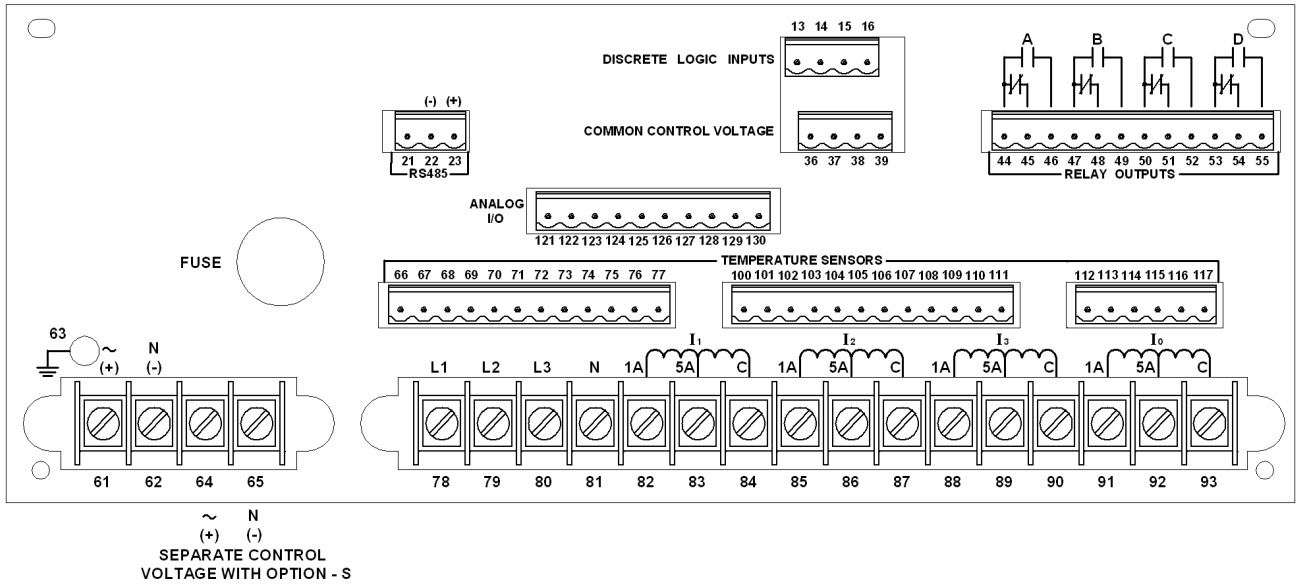 13 14 15 16
A B C D
DISCRETE LOGIC INPUTS
(-) (+)
COMMON CONTROL VOLTAGE
21 22 23
RS485
36 37 38 39
44 45 46 47 48 49 50 51 52 53 54 55
RELAY OUTPUTS
ANALOG
I/O
121 122 123 124 125 126 127 128 129 130
FUSE
TEMPERATURE SENSORS
66 67 68 69 70 71 72 73 74 75 76 77
100 101 102 103 104 105 106 107 108 109 110 111
112 113 114 115 116 117
63
~ N
(+) (-)
I1 I2 I3 I0
L1 L2 L3 N 1A 5A C 1A 5A C 1A 5A C 1A 5A C
61 62 64 65
78 79 80 81 82 83 84 85 86 87 88 89 90 91 92 93
~ N
(+) (-)
SEPARATE CONTROL
VOLTAGE WITH OPTION - S